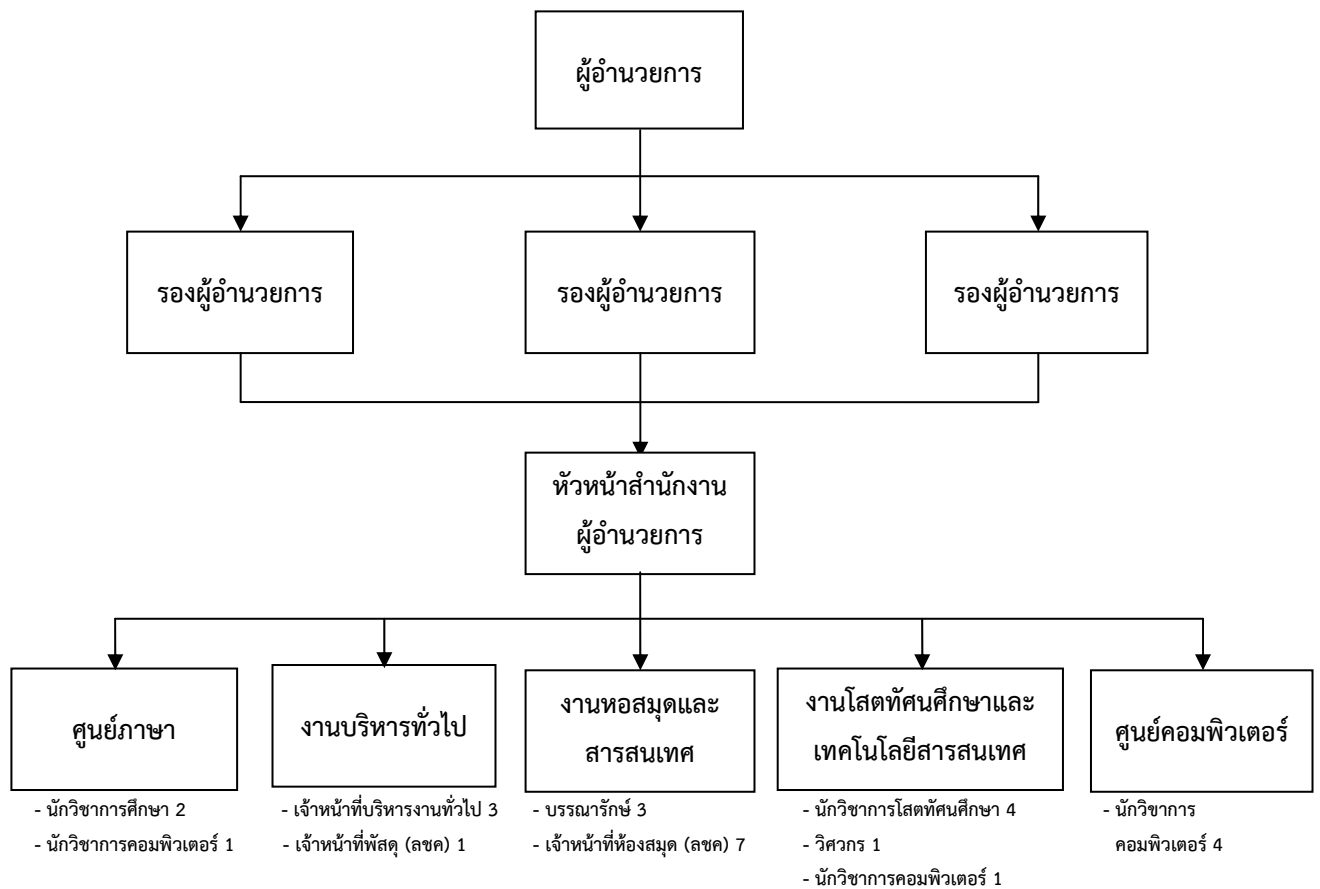 ผู้อำนวยการ
รองผู้อำนวยการ
รองผู้อำนวยการ
รองผู้อำนวยการ
หัวหน้าสำนักงาน
ผู้อำนวยการ
ศูนย์ภาษา
- นักวิชาการศึกษา 2
- นักวิชาการคอมพิวเตอร์ 1
งานบริหารทั่วไป
- เจ้าหน้าที่บริหารงานทั่วไป 3
- เจ้าหน้าที่พัสดุ (ลชค) 1
งานหอสมุดและ
สารสนเทศ
- บรรณารักษ์ 3
- เจ้าหน้าที่ห้องสมุด (ลชค) 7
งานโสตทัศนศึกษาและ
เทคโนโลยีสารสนเทศ
- นักวิชาการโสตทัศนศึกษา 4
- วิศวกร 1
- นักวิชาการคอมพิวเตอร์ 1
ศูนย์คอมพิวเตอร์
- นักวิขาการ
คอมพิวเตอร์ 4